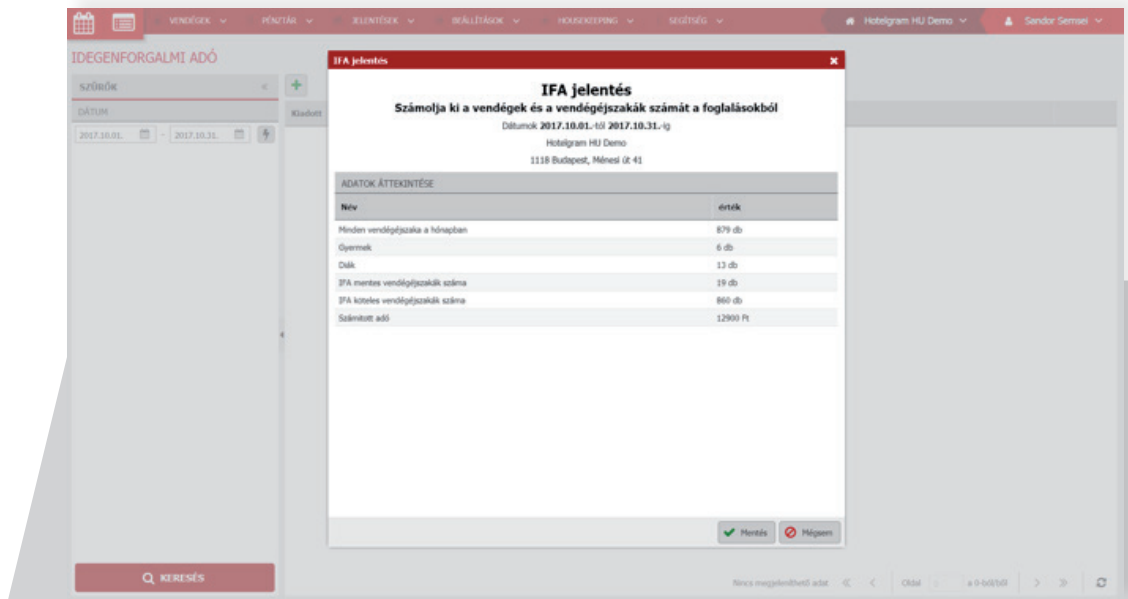 VENDÉGEK PÉNZTÁR JELENTÉSEK BEÁLLÍTÁSOK HOUSEKEEPING SEGÍTSÉG Hotelgram HU Demo Sandor Semsei
IDEGENFORGALMI ADÓ
SZŰRŐK
DÁTUM
2017.10.01. - 2017.10.31.
Kiadott
IFA jelentés
IFA jelentés
Számolja ki a vendégek és a vendégéjszakák számát a foglalásokból
Dátumok 2017.10.01.-tól 2017.10.31.-ig
Hotelgram HU Demo
1118 Budapest, Ménesi út 41
ADATOK ÁTTEKINTÉSE
Név érték
Minden vendégéjszaka a hónapban 879 db
Gyermek 6 db
Diák 13 db
IFA mentes vendégéjszakák száma 19 db
IFA köteles vendégéjszakák száma 860 db
Számított adó 12900 Ft
Mentés Mégsem
KERESÉS
Nincs megjeleníthető adat Oldal a 0-ból/ből